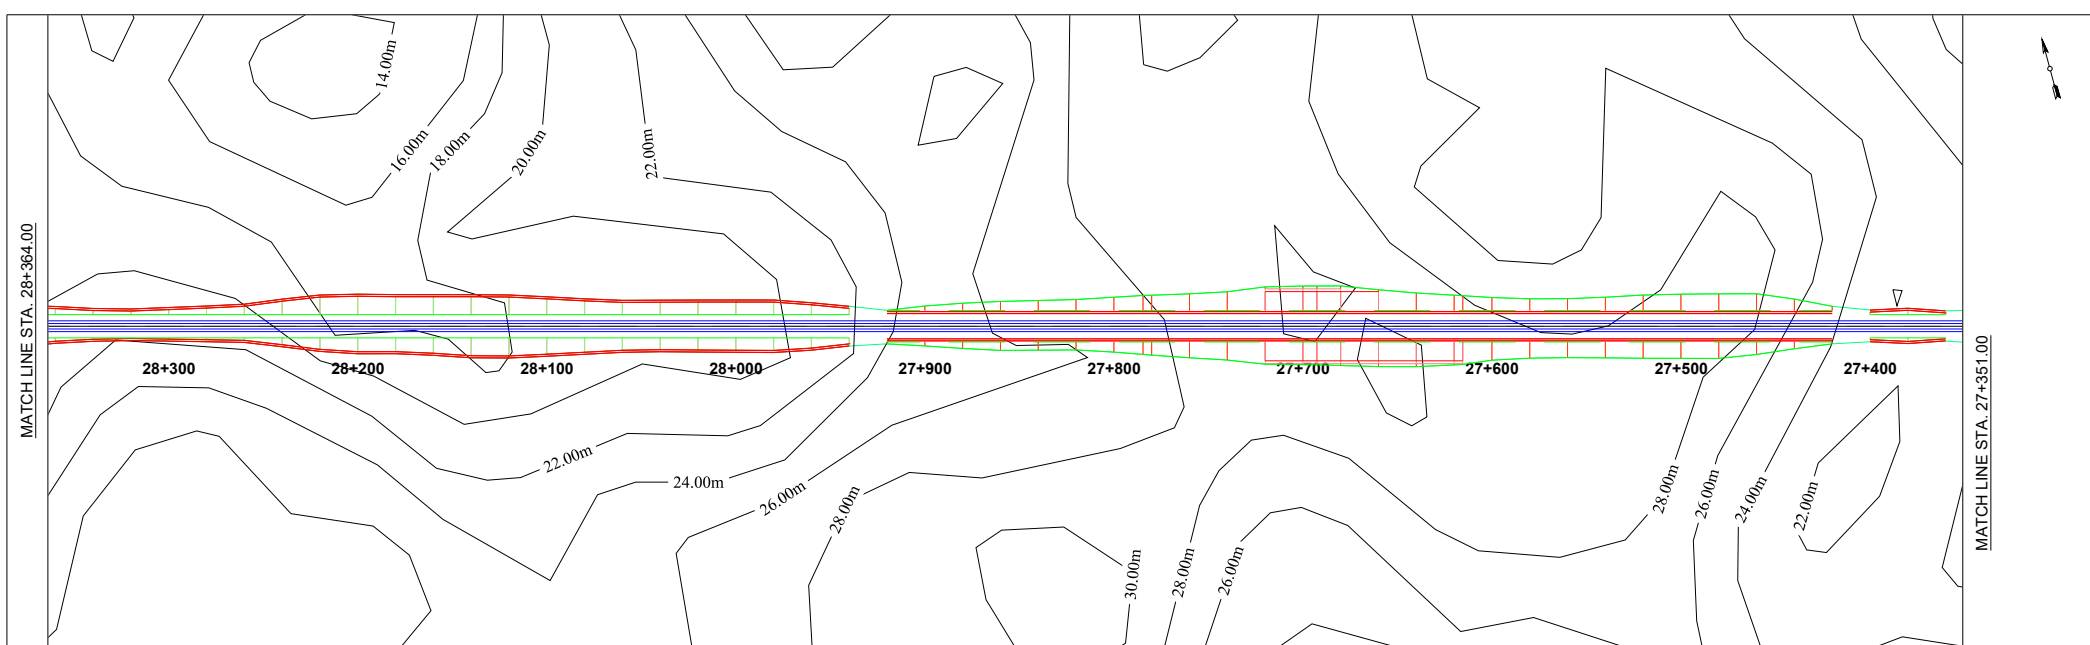 14.00m
16.00m
18.00m
20.00m
22.00m
MATCH LINE STA. 28+364.00
28+300
28+200
28+100
28+000
27+900
27+800
27+700
27+600
27+500
27+400
MATCH LINE STA. 27+351.00
22.00m
24.00m
26.00m
28.00m
30.00m
28.00m
26.00m
28.00m
26.00m
24.00m
22.00m